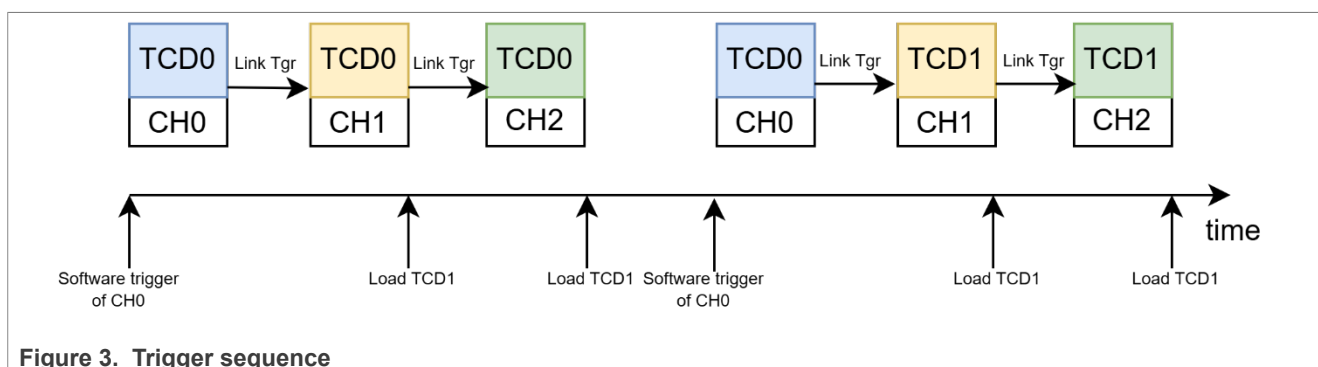 TCD0 Link Tgr TCD0 Link Tgr TCD0 TCD0 Link Tgr TCD1 Link Tgr TCD1
CH0 CH1 CH2 CH0 CH1 CH2
time
Software trigger
of CH0
Load TCD1
Load TCD1
Software trigger
of CH0
Load TCD1
Load TCD1
Figure 3. Trigger sequence